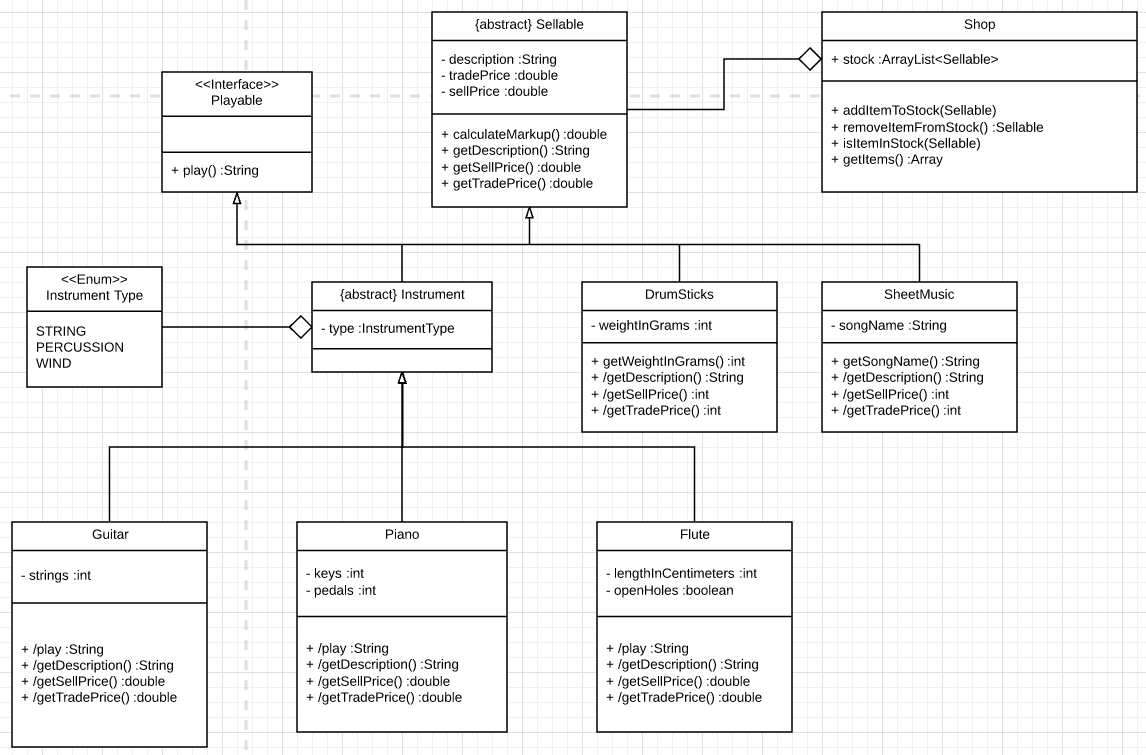 {abstract} Sellable
- description :String
- tradePrice :double
- sellPrice :double
+ calculateMarkup() :double
+ getDescription() :String
+ getSellPrice() :double
+ getTradePrice() :double
Shop
+ stock :ArrayList<Sellable>
+ addItemToStock(Sellable)
+ removeItemFromStock() :Sellable
+ isItemInStock(Sellable)
+ getItems() :Array
<<Interface>>
Playable
+ play() :String
<<Enum>>
Instrument Type
STRING
PERCUSSION
WIND
{abstract} Instrument
- type :InstrumentType
DrumSticks
- weightInGrams :int
+ getWeightInGrams() :int
+ /getDescription() :String
+ /getSellPrice() :int
+ /getTradePrice() :int
SheetMusic
- songName :String
+ getSongName() :String
+ /getDescription() :String
+ /getSellPrice() :int
+ /getTradePrice() :int
Guitar
- strings :int
+ /play :String
+ /getDescription() :String
+ /getSellPrice() :double
+ /getTradePrice() :double
Piano
- keys :int
- pedals :int
+ /play :String
+ /getDescription() :String
+ /getSellPrice() :double
+ /getTradePrice() :double
Flute
- lengthInCentimeters :int
- openHoles :boolean
+ /play :String
+ /getDescription() :String
+ /getSellPrice() :double
+ /getTradePrice() :double